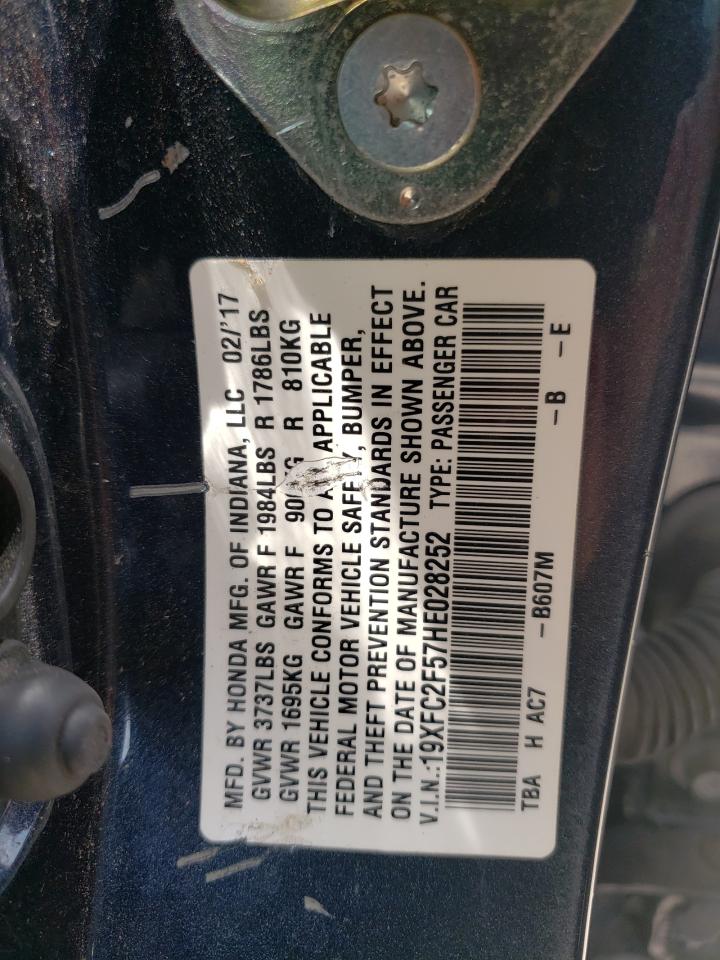 MFD. BY HONDA MFG. OF INDIANA, LLC 02/'17
GVWR 3737LBS GAWR F 1984LBS R 1786LBS
GVWR 1695KG GAWR F R 810KG
THIS VEHICLE CONFORMS TO APPLICABLE
FEDERAL MOTOR VEHICLE SAFETY, BUMPER,
AND THEFT PREVENTION STANDARDS IN EFFECT
ON THE DATE OF MANUFACTURE SHOWN ABOVE.
V.I.N.:19XFC2F57HE028252 TYPE: PASSENGER CAR
TBA H AC7 -B607M -B -E